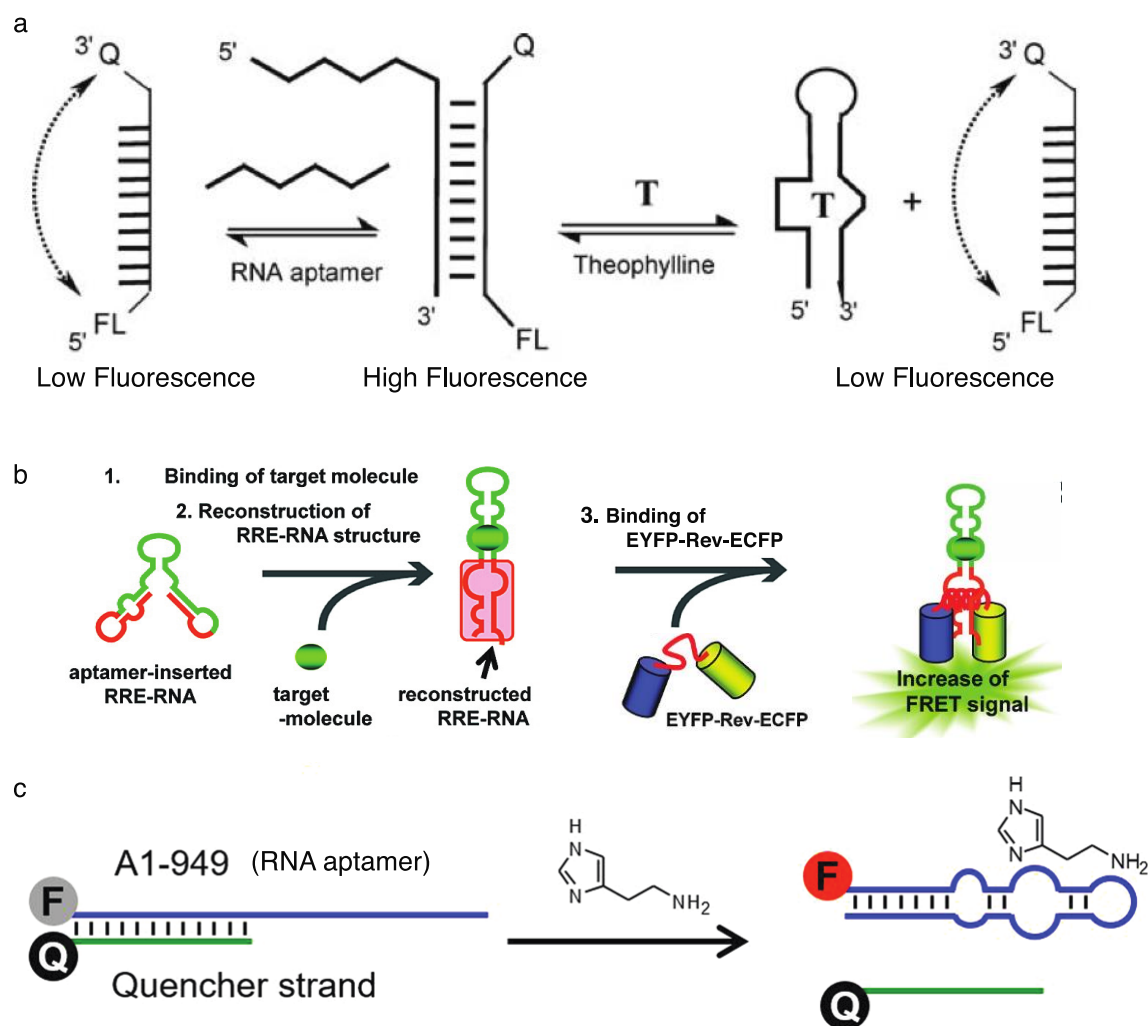 a
3' Q
5'
Q
3' Q
RNA aptamer
T
Theophylline
T
+
5' FL
3'
FL
5' 3'
5' FL
Low Fluorescence
High Fluorescence
Low Fluorescence
b
1. Binding of target molecule
2. Reconstruction of
RRE-RNA structure
3. Binding of
EYFP-Rev-ECFP
aptamer-inserted
RRE-RNA
target
-molecule
reconstructed
RRE-RNA
EYFP-Rev-ECFP
Increase of
FRET signal
c
A1-949 (RNA aptamer)
F
Q
Quencher strand
H
N
N
NH2
F
H
N
N
NH2
Q